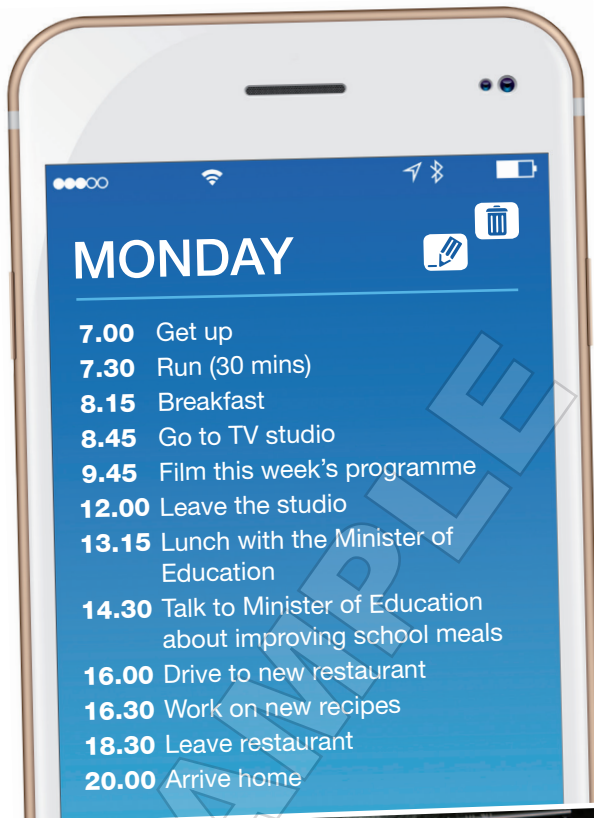 MONDAY
7.00 Get up
7.30 Run (30 mins)
8.15 Breakfast
8.45 Go to TV studio
9.45 Film this week's programme
12.00 Leave the studio
13.15 Lunch with the Minister of
Education
14.30 Talk to Minister of Education
about improving school meals
16.00 Drive to new restaurant
16.30 Work on new recipes
18.30 Leave restaurant
20.00 Arrive home
AMPLE